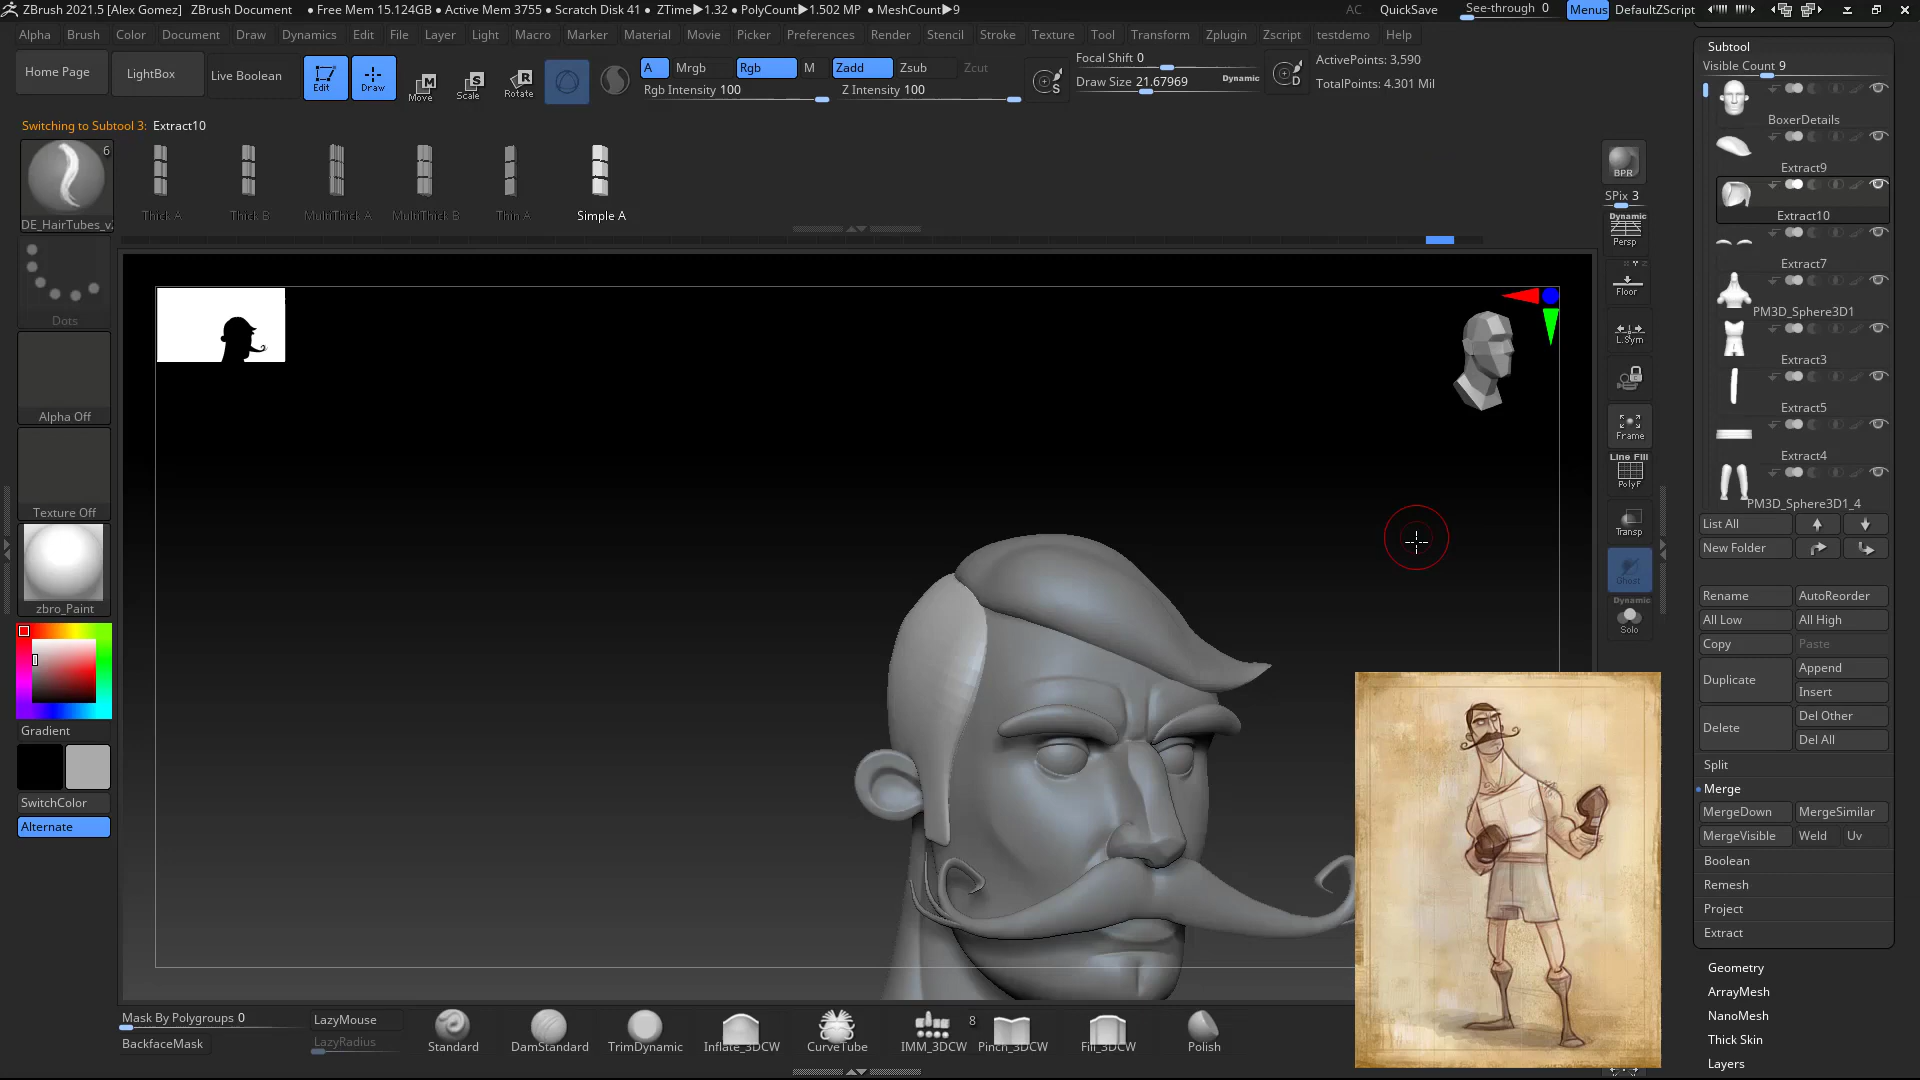 ZBrush 2021.5 [Alex Gomez] ZBrush Document • Free Mem 15.124GB • Active Mem 3755 • Scratch Disk 41 • ZTime▶1.32 • PolyCount▶1.502 MP • MeshCount▶9 AC QuickSave See-through 0 Menus DefaultZScript
Alpha Brush Color Document Draw Dynamics Edit File Layer Light Macro Marker Material Movie Picker Preferences Render Stencil Stroke Texture Tool Transform Zplugin Zscript testdemo Help
Home Page LightBox Live Boolean Edit Draw Move Scale Rotate
A Mrgb Rgb M Zadd Zsub Zcut
Rgb Intensity 100 Z Intensity 100
Focal Shift 0
Draw Size 21.67969 Dynamic
S D
ActivePoints: 3,590
TotalPoints: 4.301 Mil
Switching to Subtool 3: Extract10
6
DE_HairTubes_v
Thick A Thick B MultiThick A MultiThick B Thin A Simple A
Dots
Alpha Off
Texture Off
zbro_Paint
Gradient
SwitchColor
Alternate
BPR
SPix 3
Dynamic
Persp
Floor
L.Sym
Frame
Line Fill
PolyF
Transp
Ghost
Dynamic
Solo
Subtool
Visible Count 9
BoxerDetails
Extract9
Extract10
Extract7
PM3D_Sphere3D1
Extract3
Extract5
Extract4
PM3D_Sphere3D1_4
List All
New Folder
Rename AutoReorder
All Low All High
Copy Paste
Duplicate Append
Insert
Delete Del Other
Del All
Split
Merge
MergeDown MergeSimilar
MergeVisible Weld Uv
Boolean
Remesh
Project
Extract
Geometry
ArrayMesh
NanoMesh
Thick Skin
Layers
Mask By Polygroups 0
BackfaceMask
LazyMouse
LazyRadius
Standard DamStandard TrimDynamic Inflate_3DCW CurveTube IMM_3DCW 8 Pinch_3DCW Fill_3DCW Polish